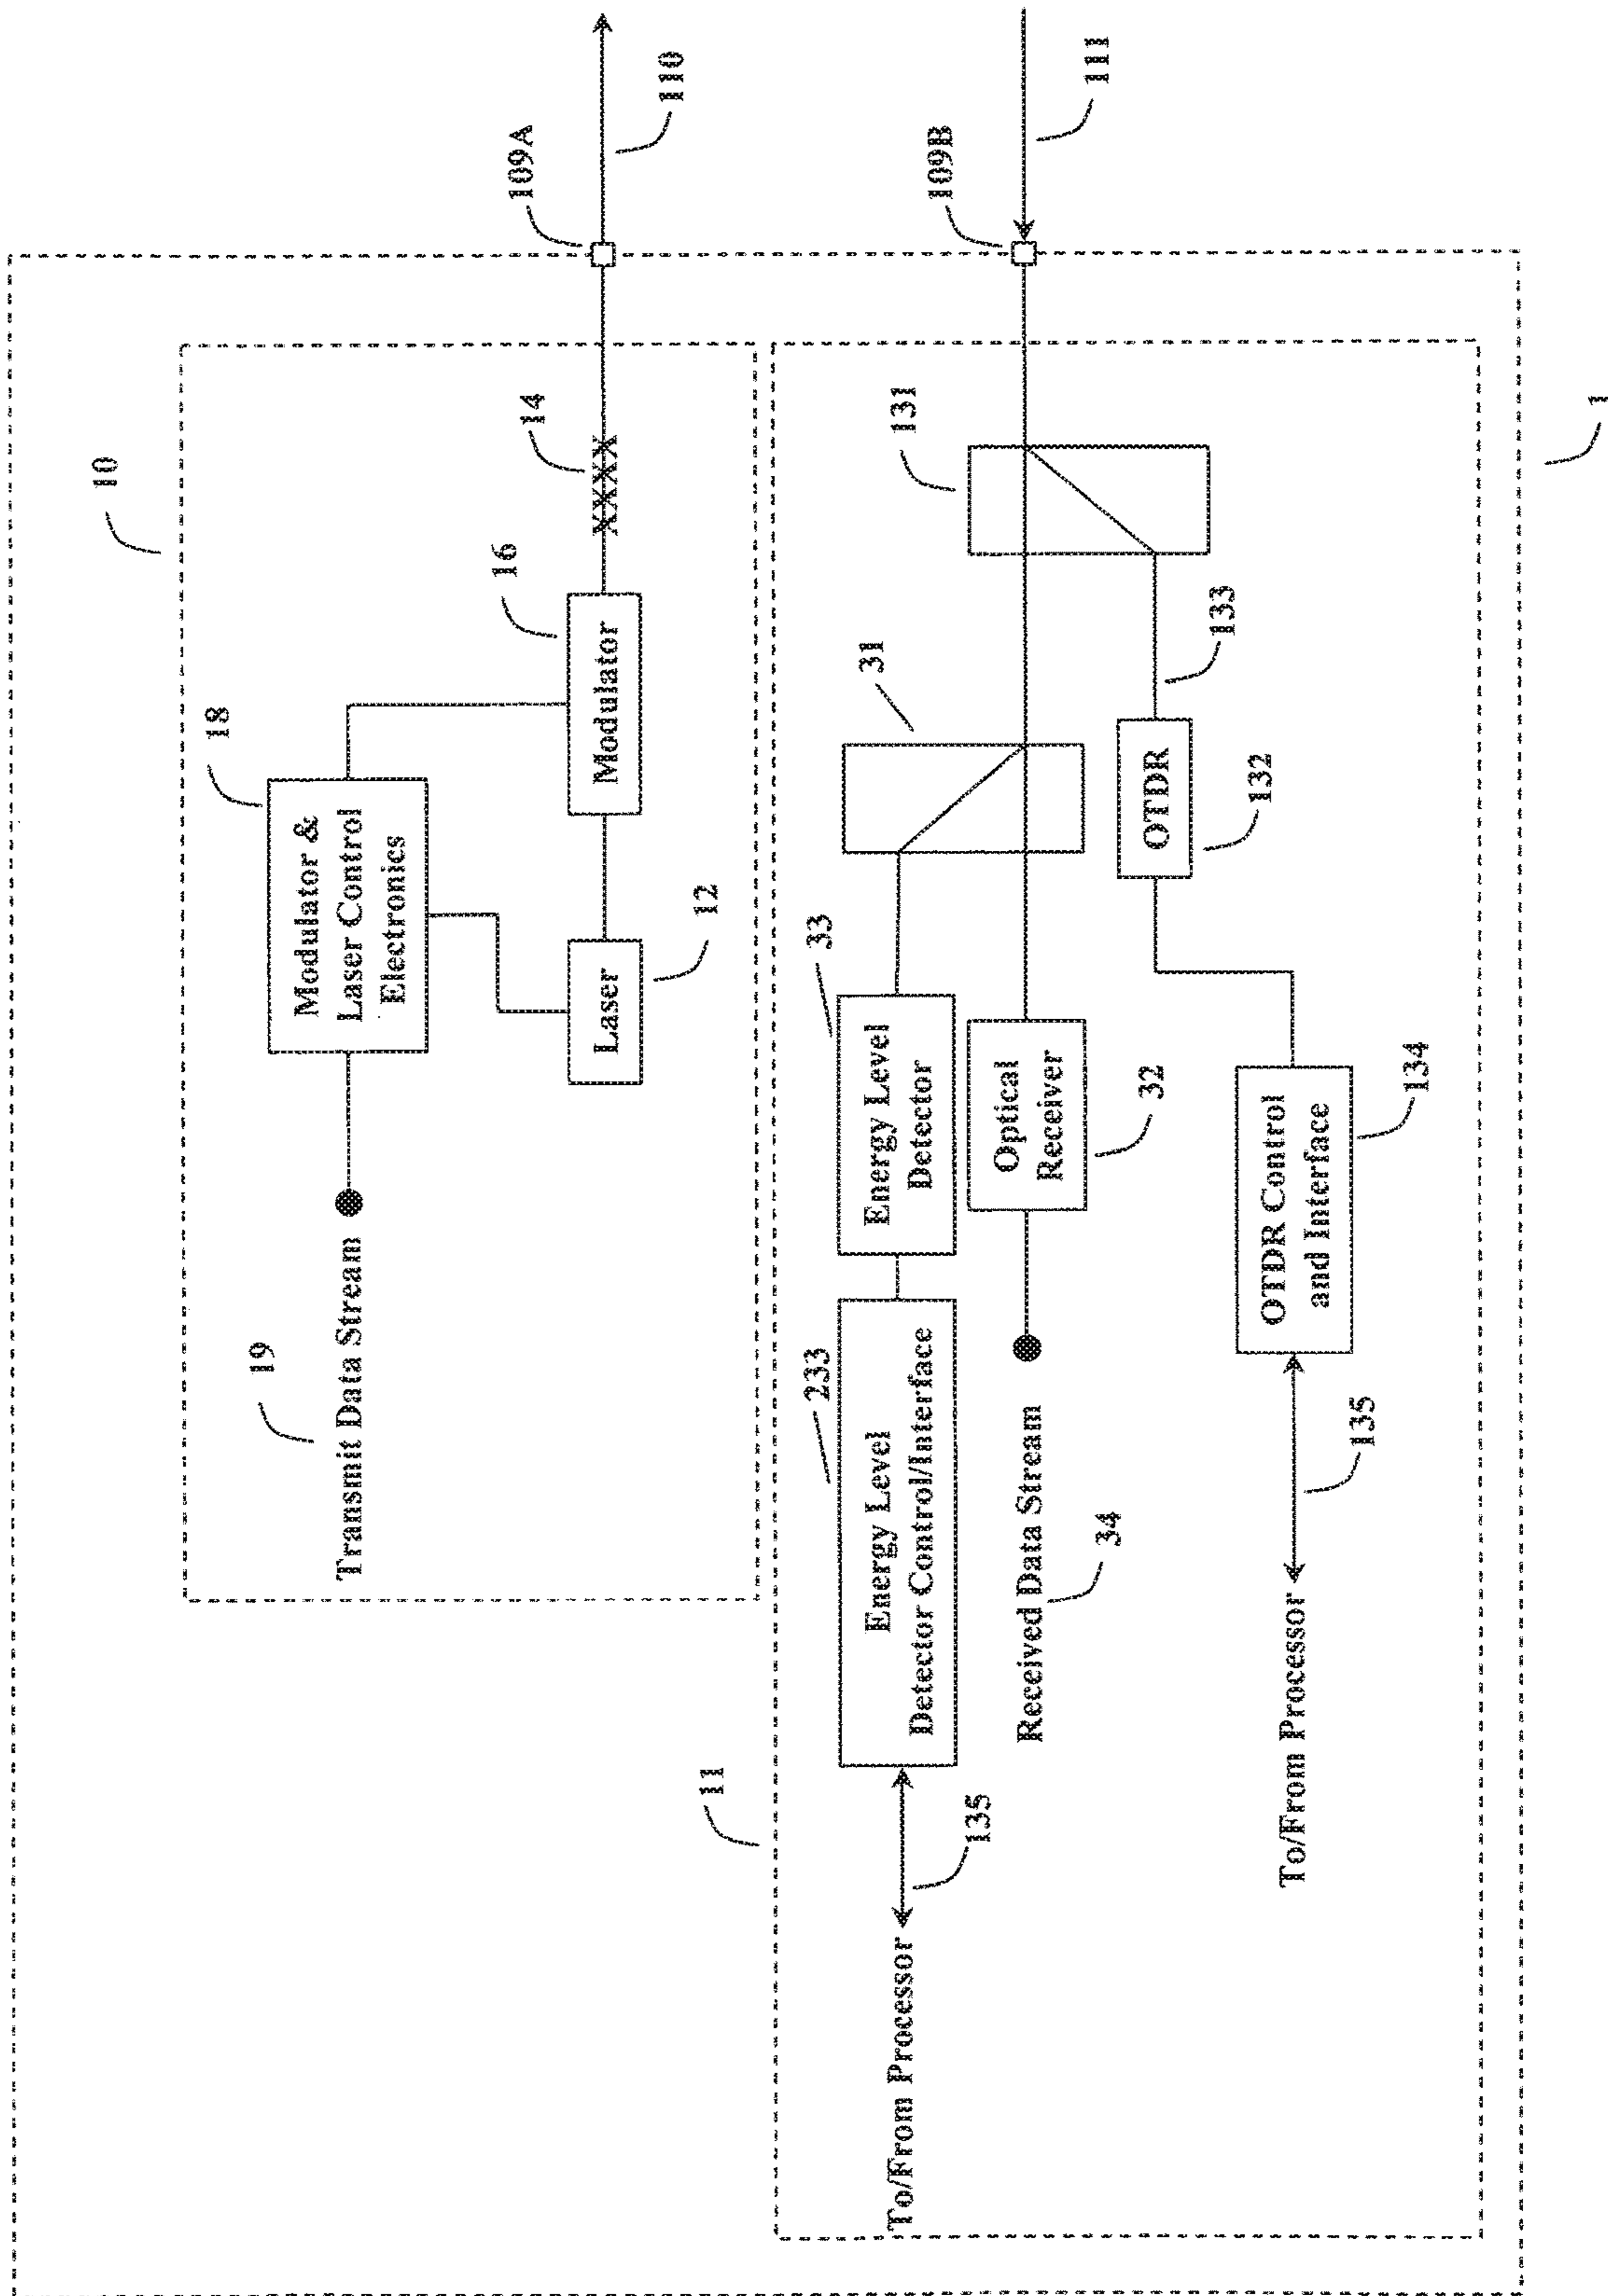 10
18
Modulator &
Laser Control
Electronics
19
Transmit Data Stream
16
Modulator
14
XXXX
12
Laser
109A
110
11
233
Energy Level
Detector Control/Interface
33
Energy Level
Detector
31
131
109B
111
To/From Processor
135
Received Data Stream
34
Optical
Receiver
32
OTDR
132
133
OTDR Control
and Interface
134
To/From Processor
135
1